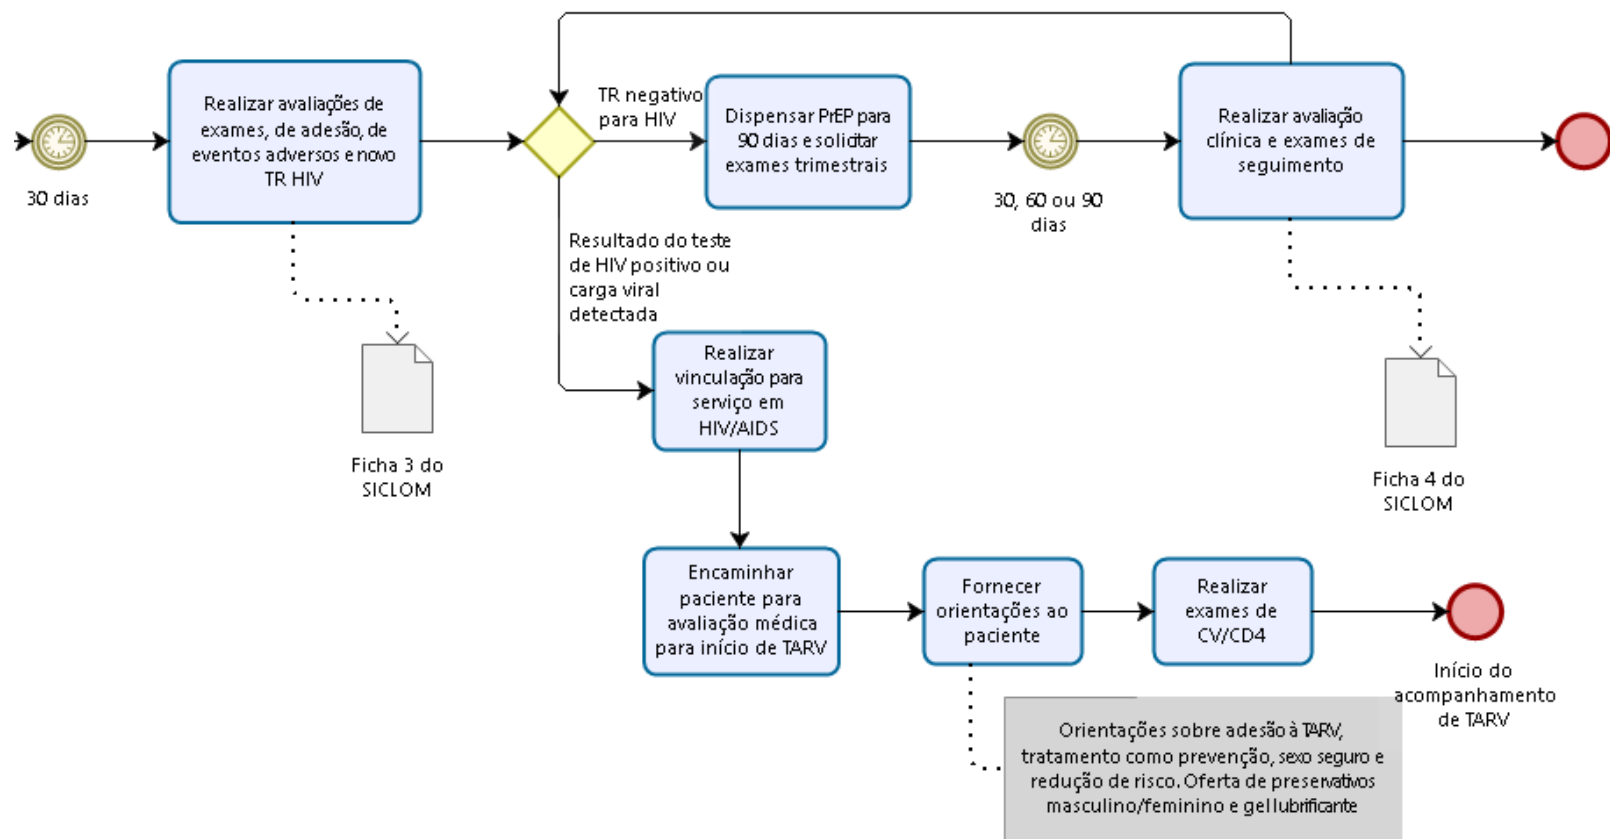 30 dias
Realizar avaliações de
exames, de adesão, de
eventos adversos e novo
TR HIV
Ficha 3 do
SICLOM
TR negativo
para HIV
Resultado do teste
de HIV positivo ou
carga viral
detectada
Dispensar PrEP para
90 dias e solicitar
exames trimestrais
30, 60 ou 90
dias
Realizar avaliação
clínica e exames de
seguimento
Ficha 4 do
SICLOM
Realizar
vinculação para
serviço em
HIV/AIDS
Encaminhar
paciente para
avaliação médica
para início de TARV
Fornecer
orientações ao
paciente
Realizar
exames de
CV/CD4
Início do
acompanhamento
de TARV
Orientações sobre adesão à TARV,
tratamento como prevenção, sexo seguro e
redução de risco. Oferta de preservativos
masculino/feminino e gel lubrificante